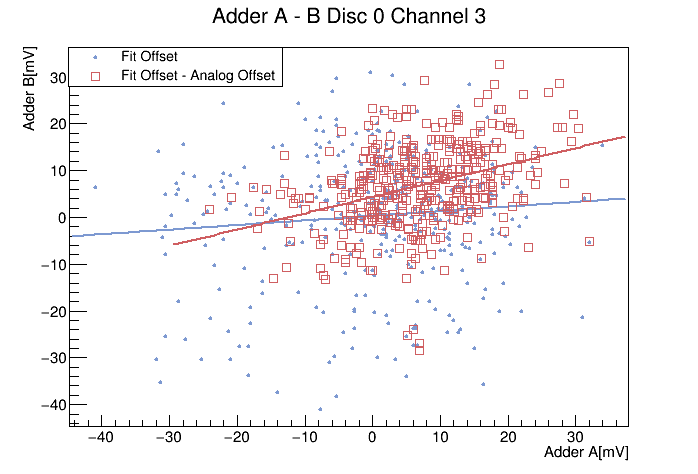 Adder A - B Disc 0 Channel 3
Fit Offset
Fit Offset - Analog Offset
Adder B[mV]
30
20
10
0
−10
−20
−30
−40
−40 −30 −20 −10 0 10 20 30
Adder A[mV]